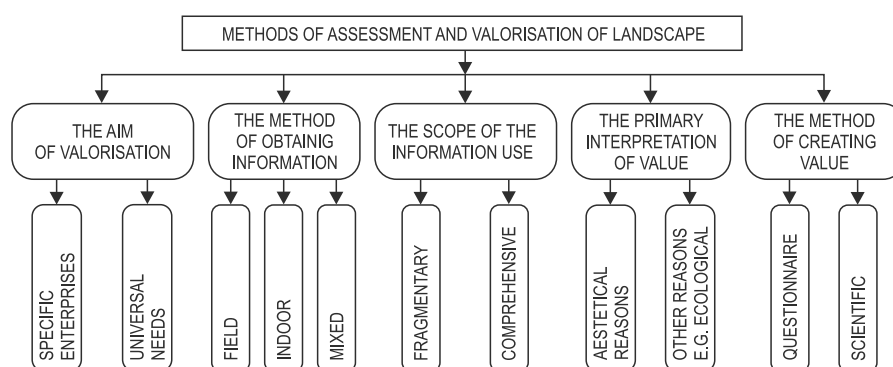 METHODS OF ASSESSMENT AND VALORISATION OF LANDSCAPE
THE AIM
OF VALORISATION
THE METHOD
OF OBTAINIG
INFORMATION
THE SCOPE OF THE
INFORMATION USE
THE PRIMARY
INTERPRETATION
OF VALUE
THE METHOD
OF CREATING
VALUE
SPECIFIC
ENTERPRISES
UNIVERSAL
NEEDS
FIELD
INDOOR
MIXED
FRAGMENTARY
COMPREHENSIVE
AESTETICAL
REASONS
OTHER REASONS
E.G. ECOLOGICAL
QUESTIONNAIRE
SCIENTIFIC